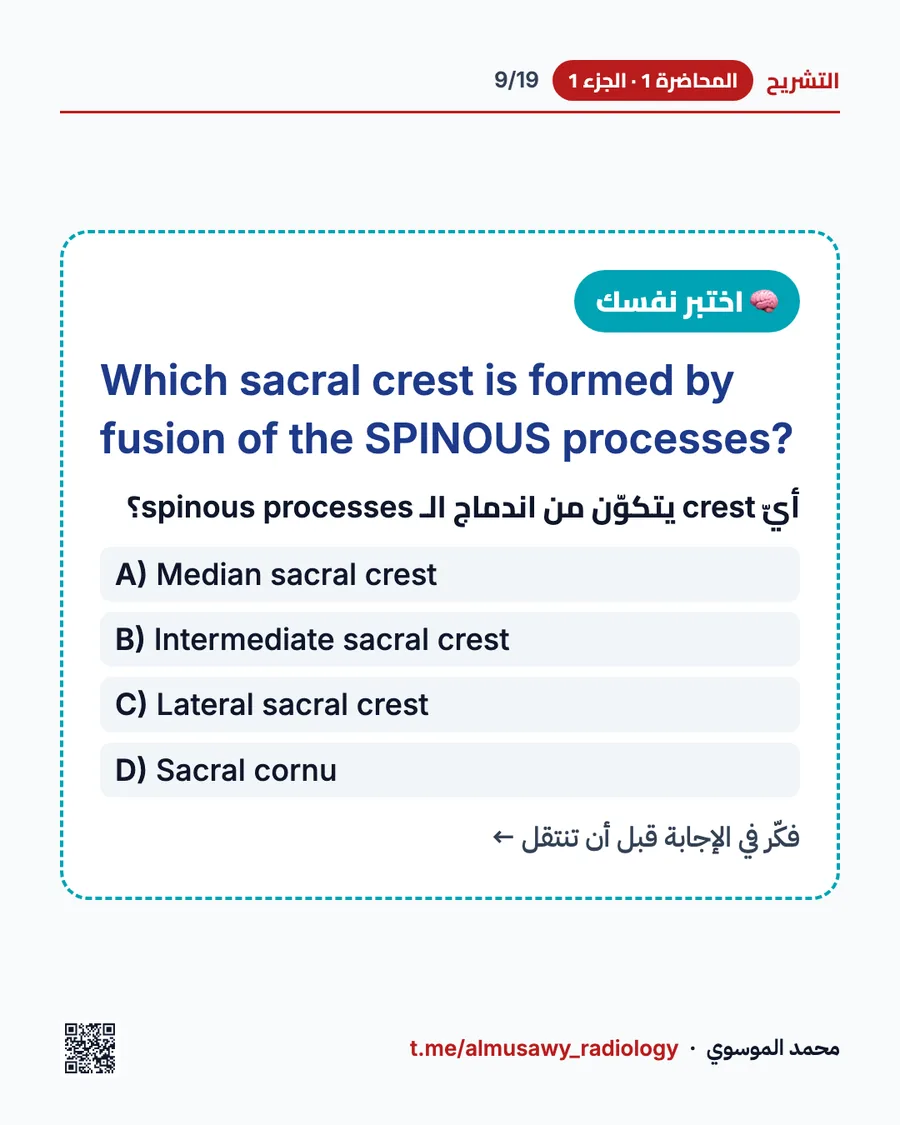 التشريح المحاضرة 1 · الجزء 1 9/19
🧠 اختبر نفسك
Which sacral crest is formed by
fusion of the SPINOUS processes?
أيّ crest يتكوّن من اندماج الـ spinous processes؟
A) Median sacral crest
B) Intermediate sacral crest
C) Lateral sacral crest
D) Sacral cornu
فكّر في الإجابة قبل أن تنتقل ←
محمد الموسوي · t.me/almusawy_radiology